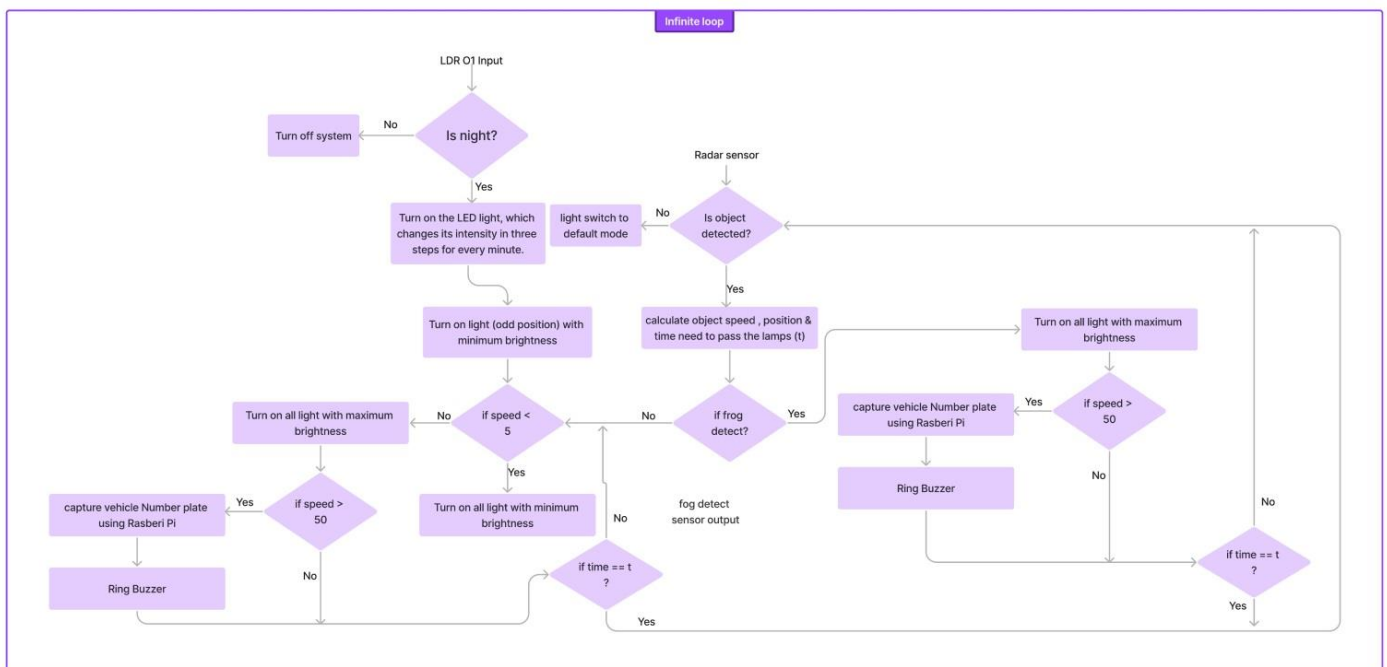 Infinite loop
LDR O1 Input
Is night?
No
Turn off system
Yes
Turn on the LED light, which
changes its intensity in three
steps for every minute.
Turn on light (odd position) with
minimum brightness
Radar sensor
Is object
detected?
No
light switch to
default mode
Yes
calculate object speed , position &
time need to pass the lamps (t)
if frog
detect?
No
Yes
fog detect
sensor output
if speed <
5
No
Yes
Turn on all light with minimum
brightness
Turn on all light with maximum
brightness
if speed >
50
Yes
No
capture vehicle Number plate
using Rasberi Pi
Ring Buzzer
if time == t
?
No
Yes
Turn on all light with maximum
brightness
if speed >
50
Yes
No
capture vehicle Number plate
using Rasberi Pi
Ring Buzzer
if time == t
?
No
Yes